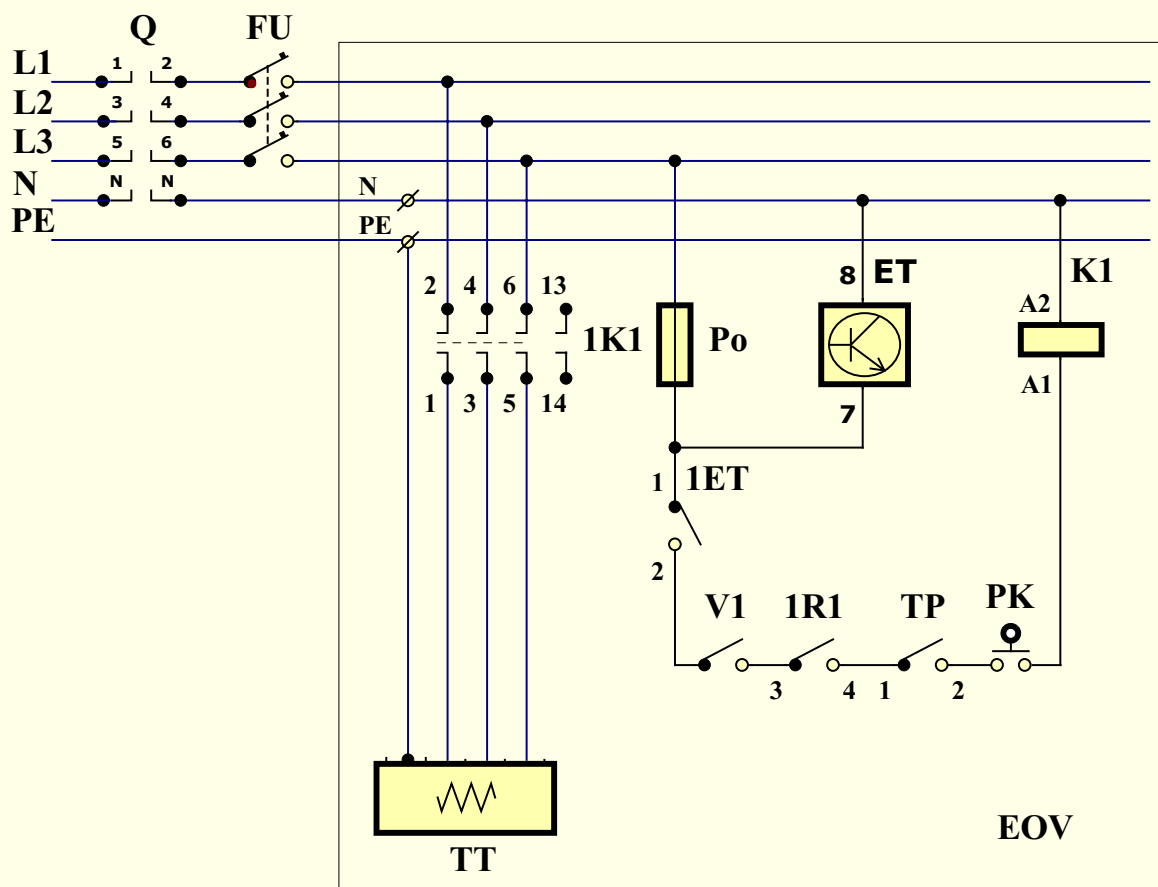 Q FU
L1 1 2
L2 3 4
L3 5 6
N N N N
PE PE
2 4 6 13
1K1
1 3 5 14
Po
8 ET
7
K1
A2
A1
1 1ET
2
V1 1R1 TP PK
3 4 1 2
TT
EOV